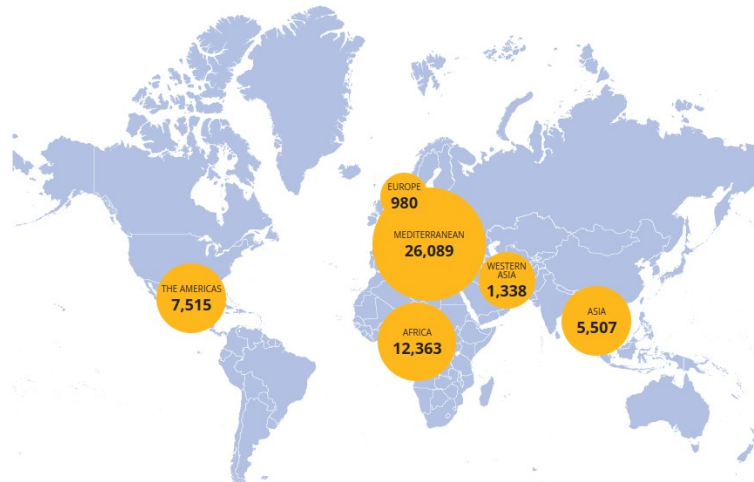 EUROPE
980
MEDITERRANEAN
26,089
WESTERN
ASIA
1,338
THE AMERICAS
7,515
ASIA
5,507
AFRICA
12,363